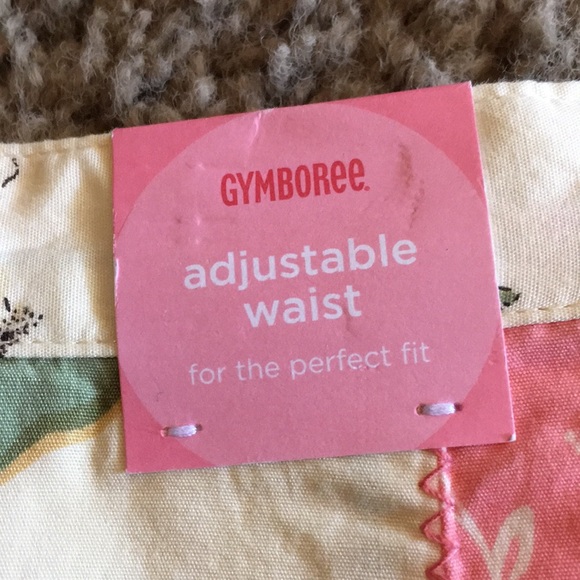 GYMBOREE
adjustable
waist
for the perfect fit